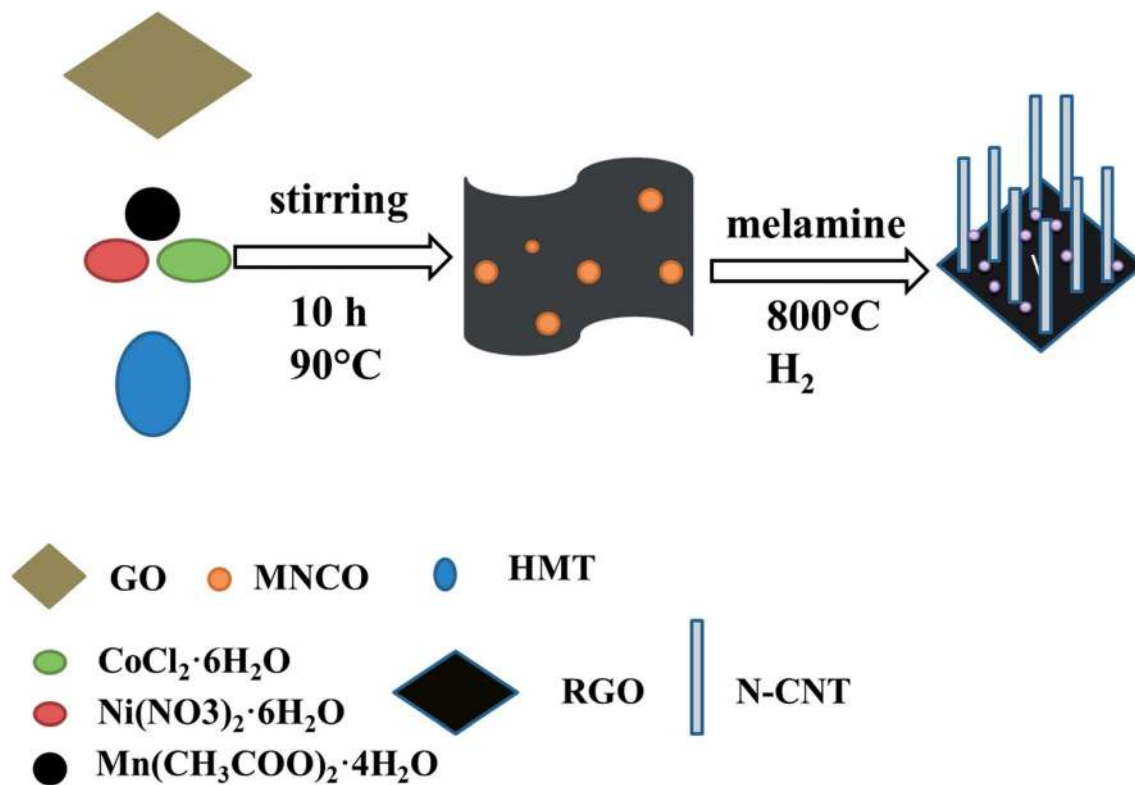 stirring
10 h
90°C
melamine
800°C
H₂
GO
MNCO
HMT
CoCl₂·6H₂O
Ni(NO3)₂·6H₂O
Mn(CH₃COO)₂·4H₂O
RGO
N-CNT